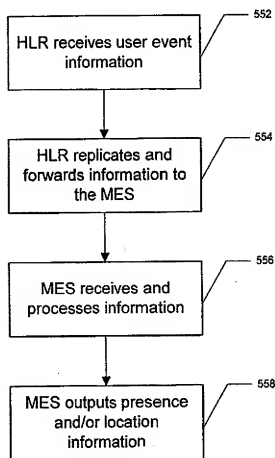 552
HLR receives user event
information
554
HLR replicates and
forwards information to
the MES
556
MES receives and
processes information
558
MES outputs presence
and/or location
information